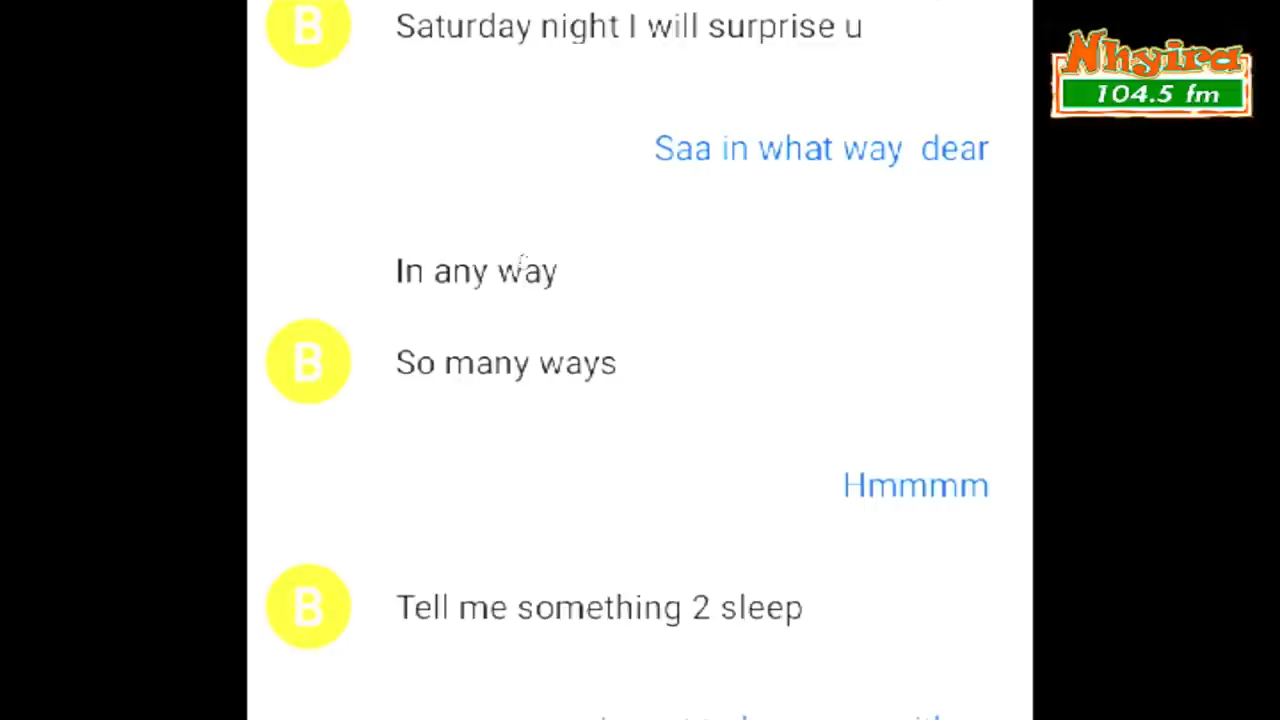 B Saturday night I will surprise u
Nhyira
104.5 fm
Saa in what way dear
In any way
B So many ways
Hmmmm
B Tell me something 2 sleep